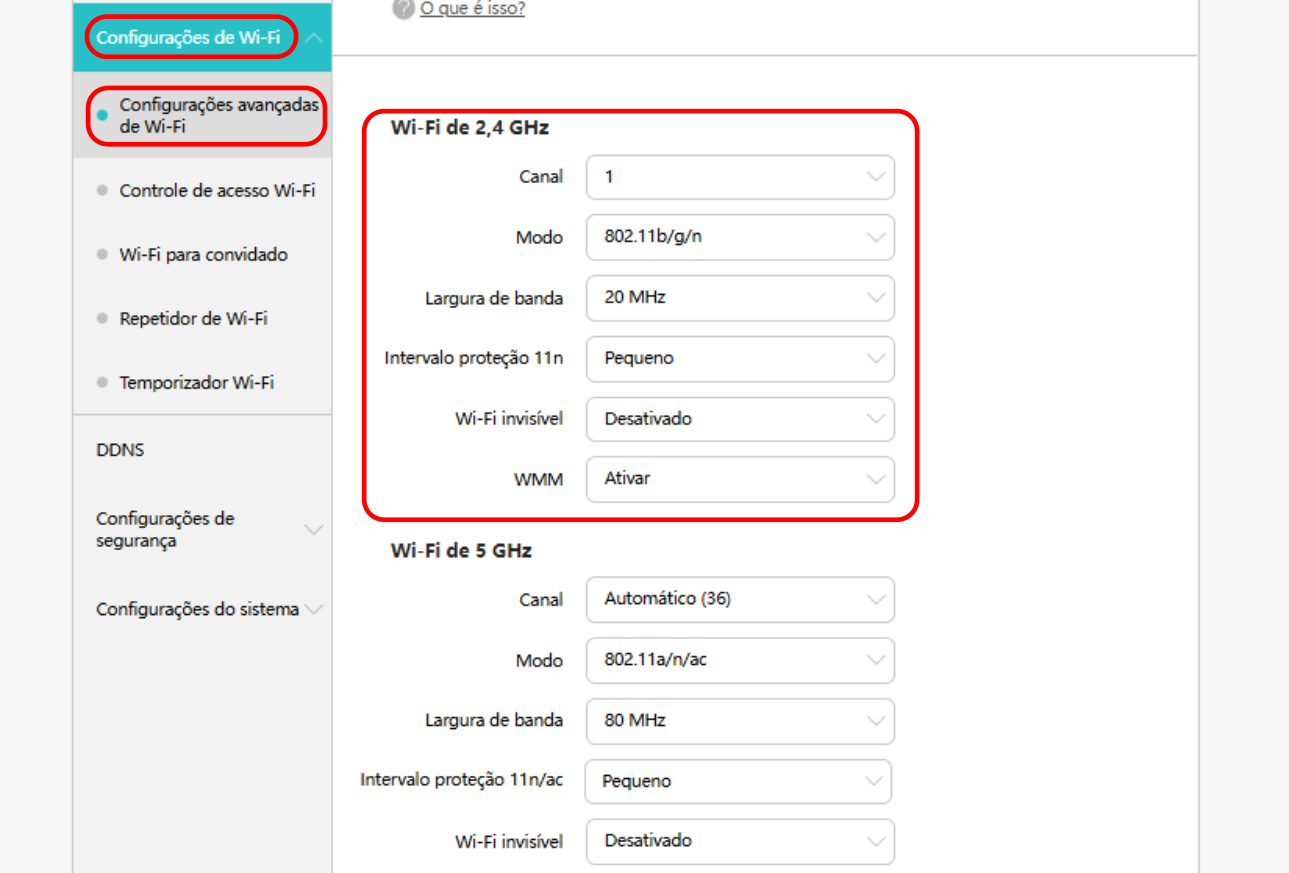 O que é isso?
Configurações de Wi-Fi
Configurações avançadas
de Wi-Fi
Controle de acesso Wi-Fi
Wi-Fi para convidado
Repetidor de Wi-Fi
Temporizador Wi-Fi
DDNS
Configurações de
segurança
Configurações do sistema
Wi-Fi de 2,4 GHz
Canal 1
Modo 802.11b/g/n
Largura de banda 20 MHz
Intervalo proteção 11n Pequeno
Wi-Fi invisível Desativado
WMM Ativar
Wi-Fi de 5 GHz
Canal Automático (36)
Modo 802.11a/n/ac
Largura de banda 80 MHz
Intervalo proteção 11n/ac Pequeno
Wi-Fi invisível Desativado